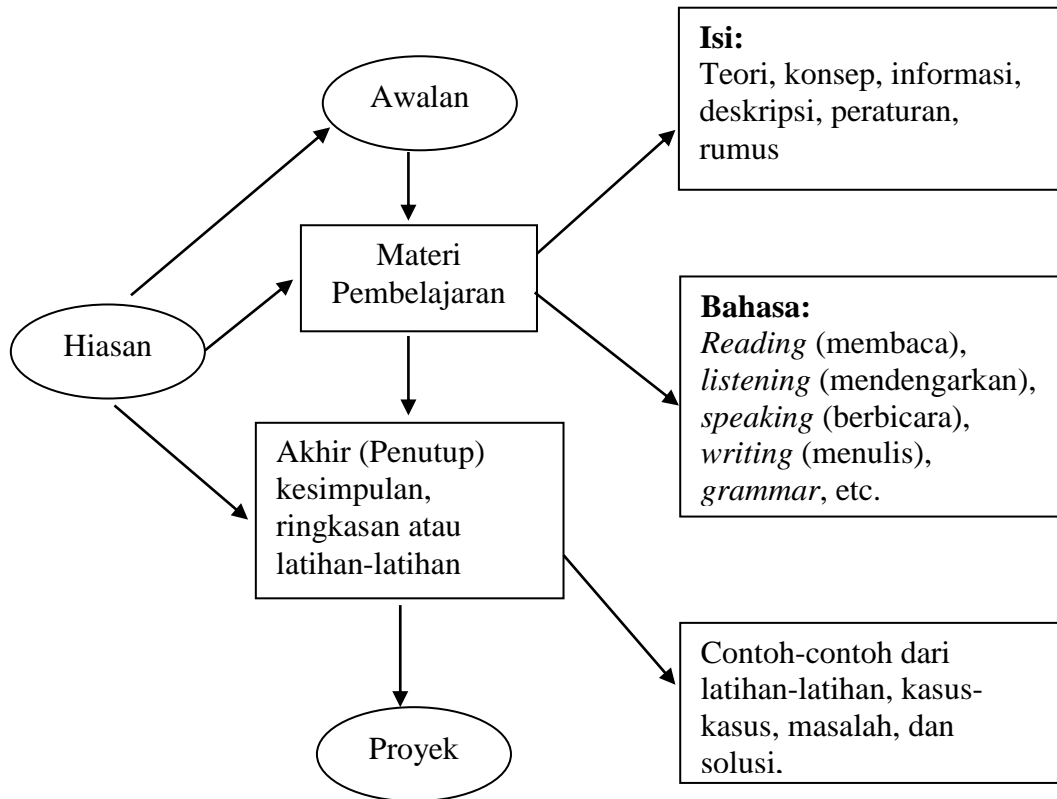 Awalan
Isi:
Teori, konsep, informasi,
deskripsi, peraturan,
rumus
Materi
Pembelajaran
Hiasan
Bahasa:
Reading (membaca),
listening (mendengarkan),
speaking (berbicara),
writing (menulis),
grammar, etc.
Akhir (Penutup)
kesimpulan,
ringkasan atau
latihan-latihan
Contoh-contoh dari
latihan-latihan, kasus-
kasus, masalah, dan
solusi.
Proyek